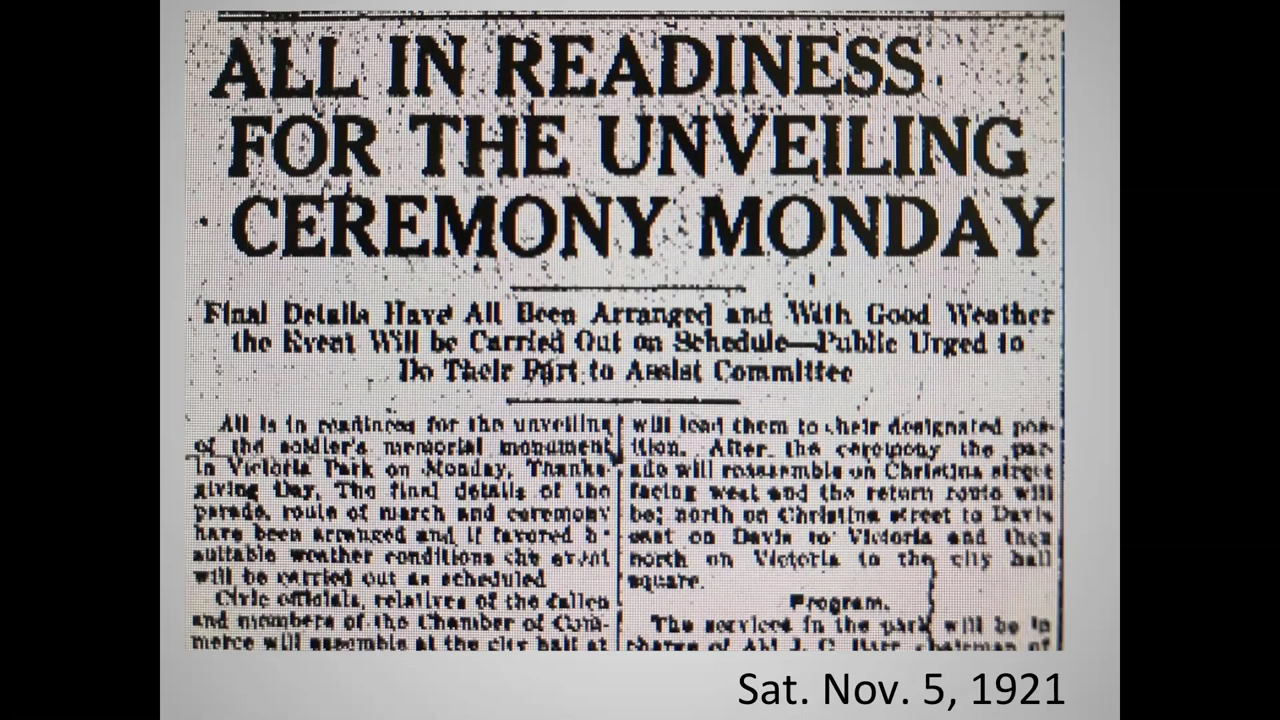 ALL IN READINESS
FOR THE UNVEILING
CEREMONY MONDAY
Final Details Have All Been Arranged and With Good Weather
the Event Will be Carried Out on Schedule—Public Urged to
Do Their Part to Assist Committee
All is in readiness for the unveiling
of the soldier's memorial monument
in Victoria Park on Monday, Thanks-
giving Day. The final details of the
parade, route of march and ceremony
have been arranged and if favored
suitable weather conditions the event
will be carried out as scheduled
Civic officials, relatives of the fallen
and members of the Chamber of Com-
merce will assemble at the city hall at
will lead them to their designated pos-
ition. After the ceremony the par-
ade will reassemble on Christina street
facing west and the return route will
be; north on Christina street to Davis
east on Davis to Victoria and then
north on Victoria to the city hall
square.
Program.
The services in the park will be in
charge of Ald J. C. chairman of
Sat. Nov. 5, 1921